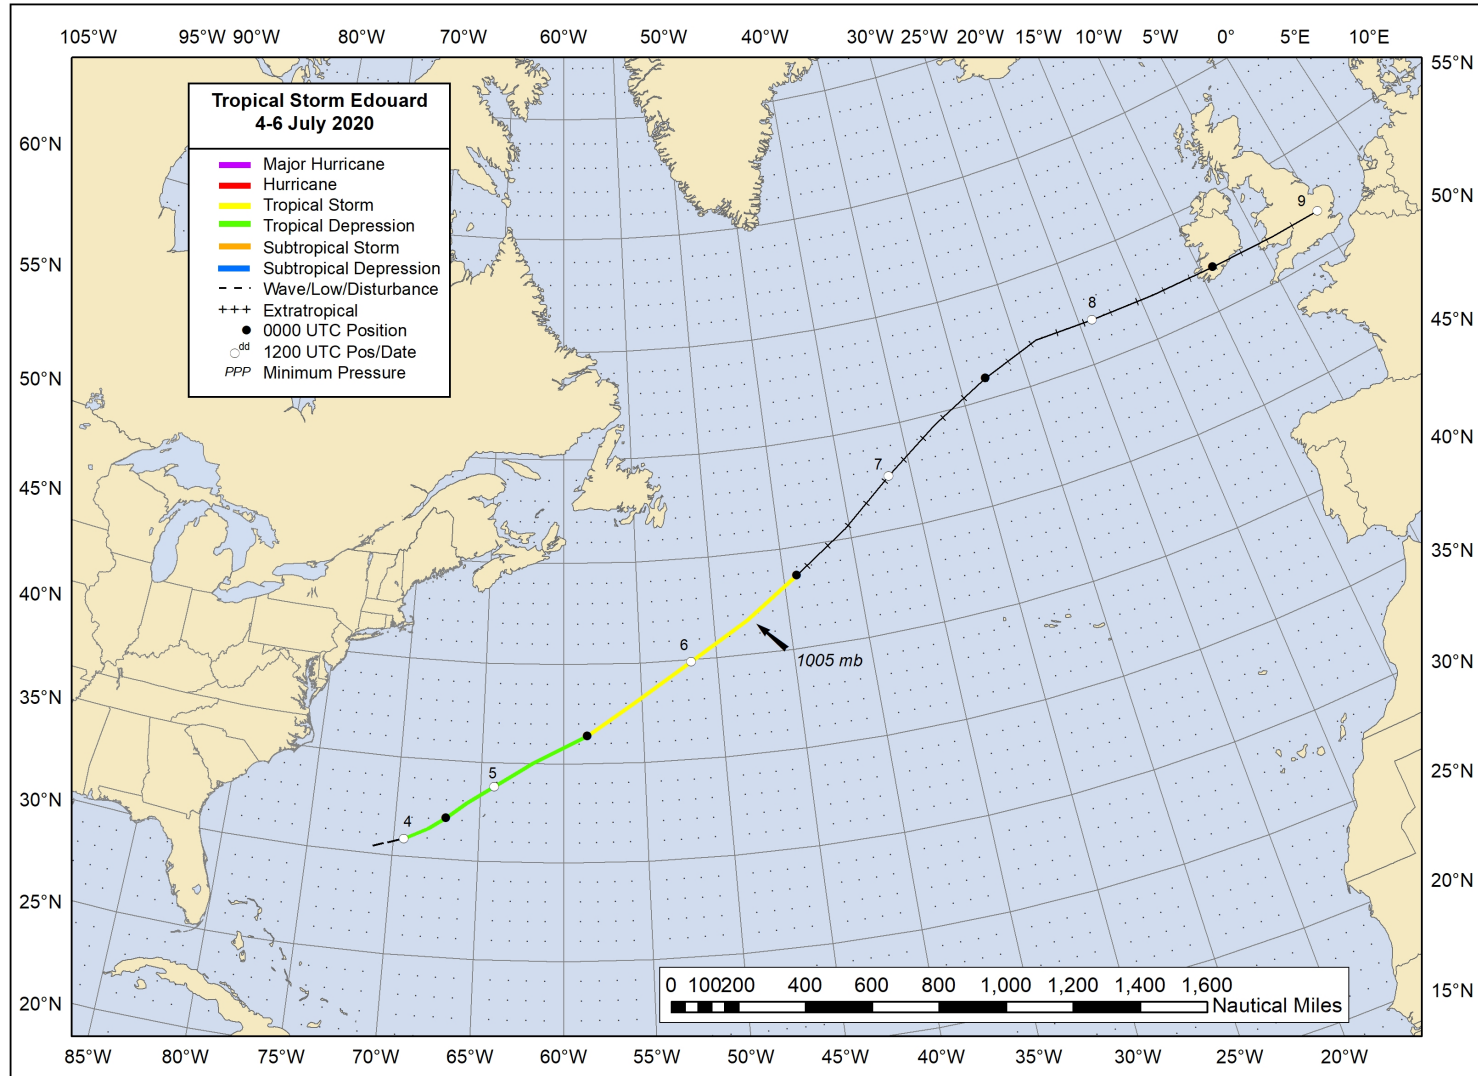 105°W 95°W 90°W 80°W 70°W 60°W 50°W 40°W 30°W 25°W 20°W 15°W 10°W 5°W 0° 5°E 10°E
Tropical Storm Edouard
4-6 July 2020
Major Hurricane
Hurricane
Tropical Storm
Tropical Depression
Subtropical Storm
Subtropical Depression
Wave/Low/Disturbance
Extratropical
0000 UTC Position
dd 1200 UTC Pos/Date
PPP Minimum Pressure
60°N
55°N
50°N
45°N
40°N
35°N
30°N
25°N
20°N
55°N
50°N
45°N
40°N
35°N
30°N
25°N
20°N
15°N
9
8
7
6
1005 mb
5
4
0 100 200 400 600 800 1,000 1,200 1,400 1,600
Nautical Miles
85°W 80°W 75°W 70°W 65°W 60°W 55°W 50°W 45°W 40°W 35°W 30°W 25°W 20°W